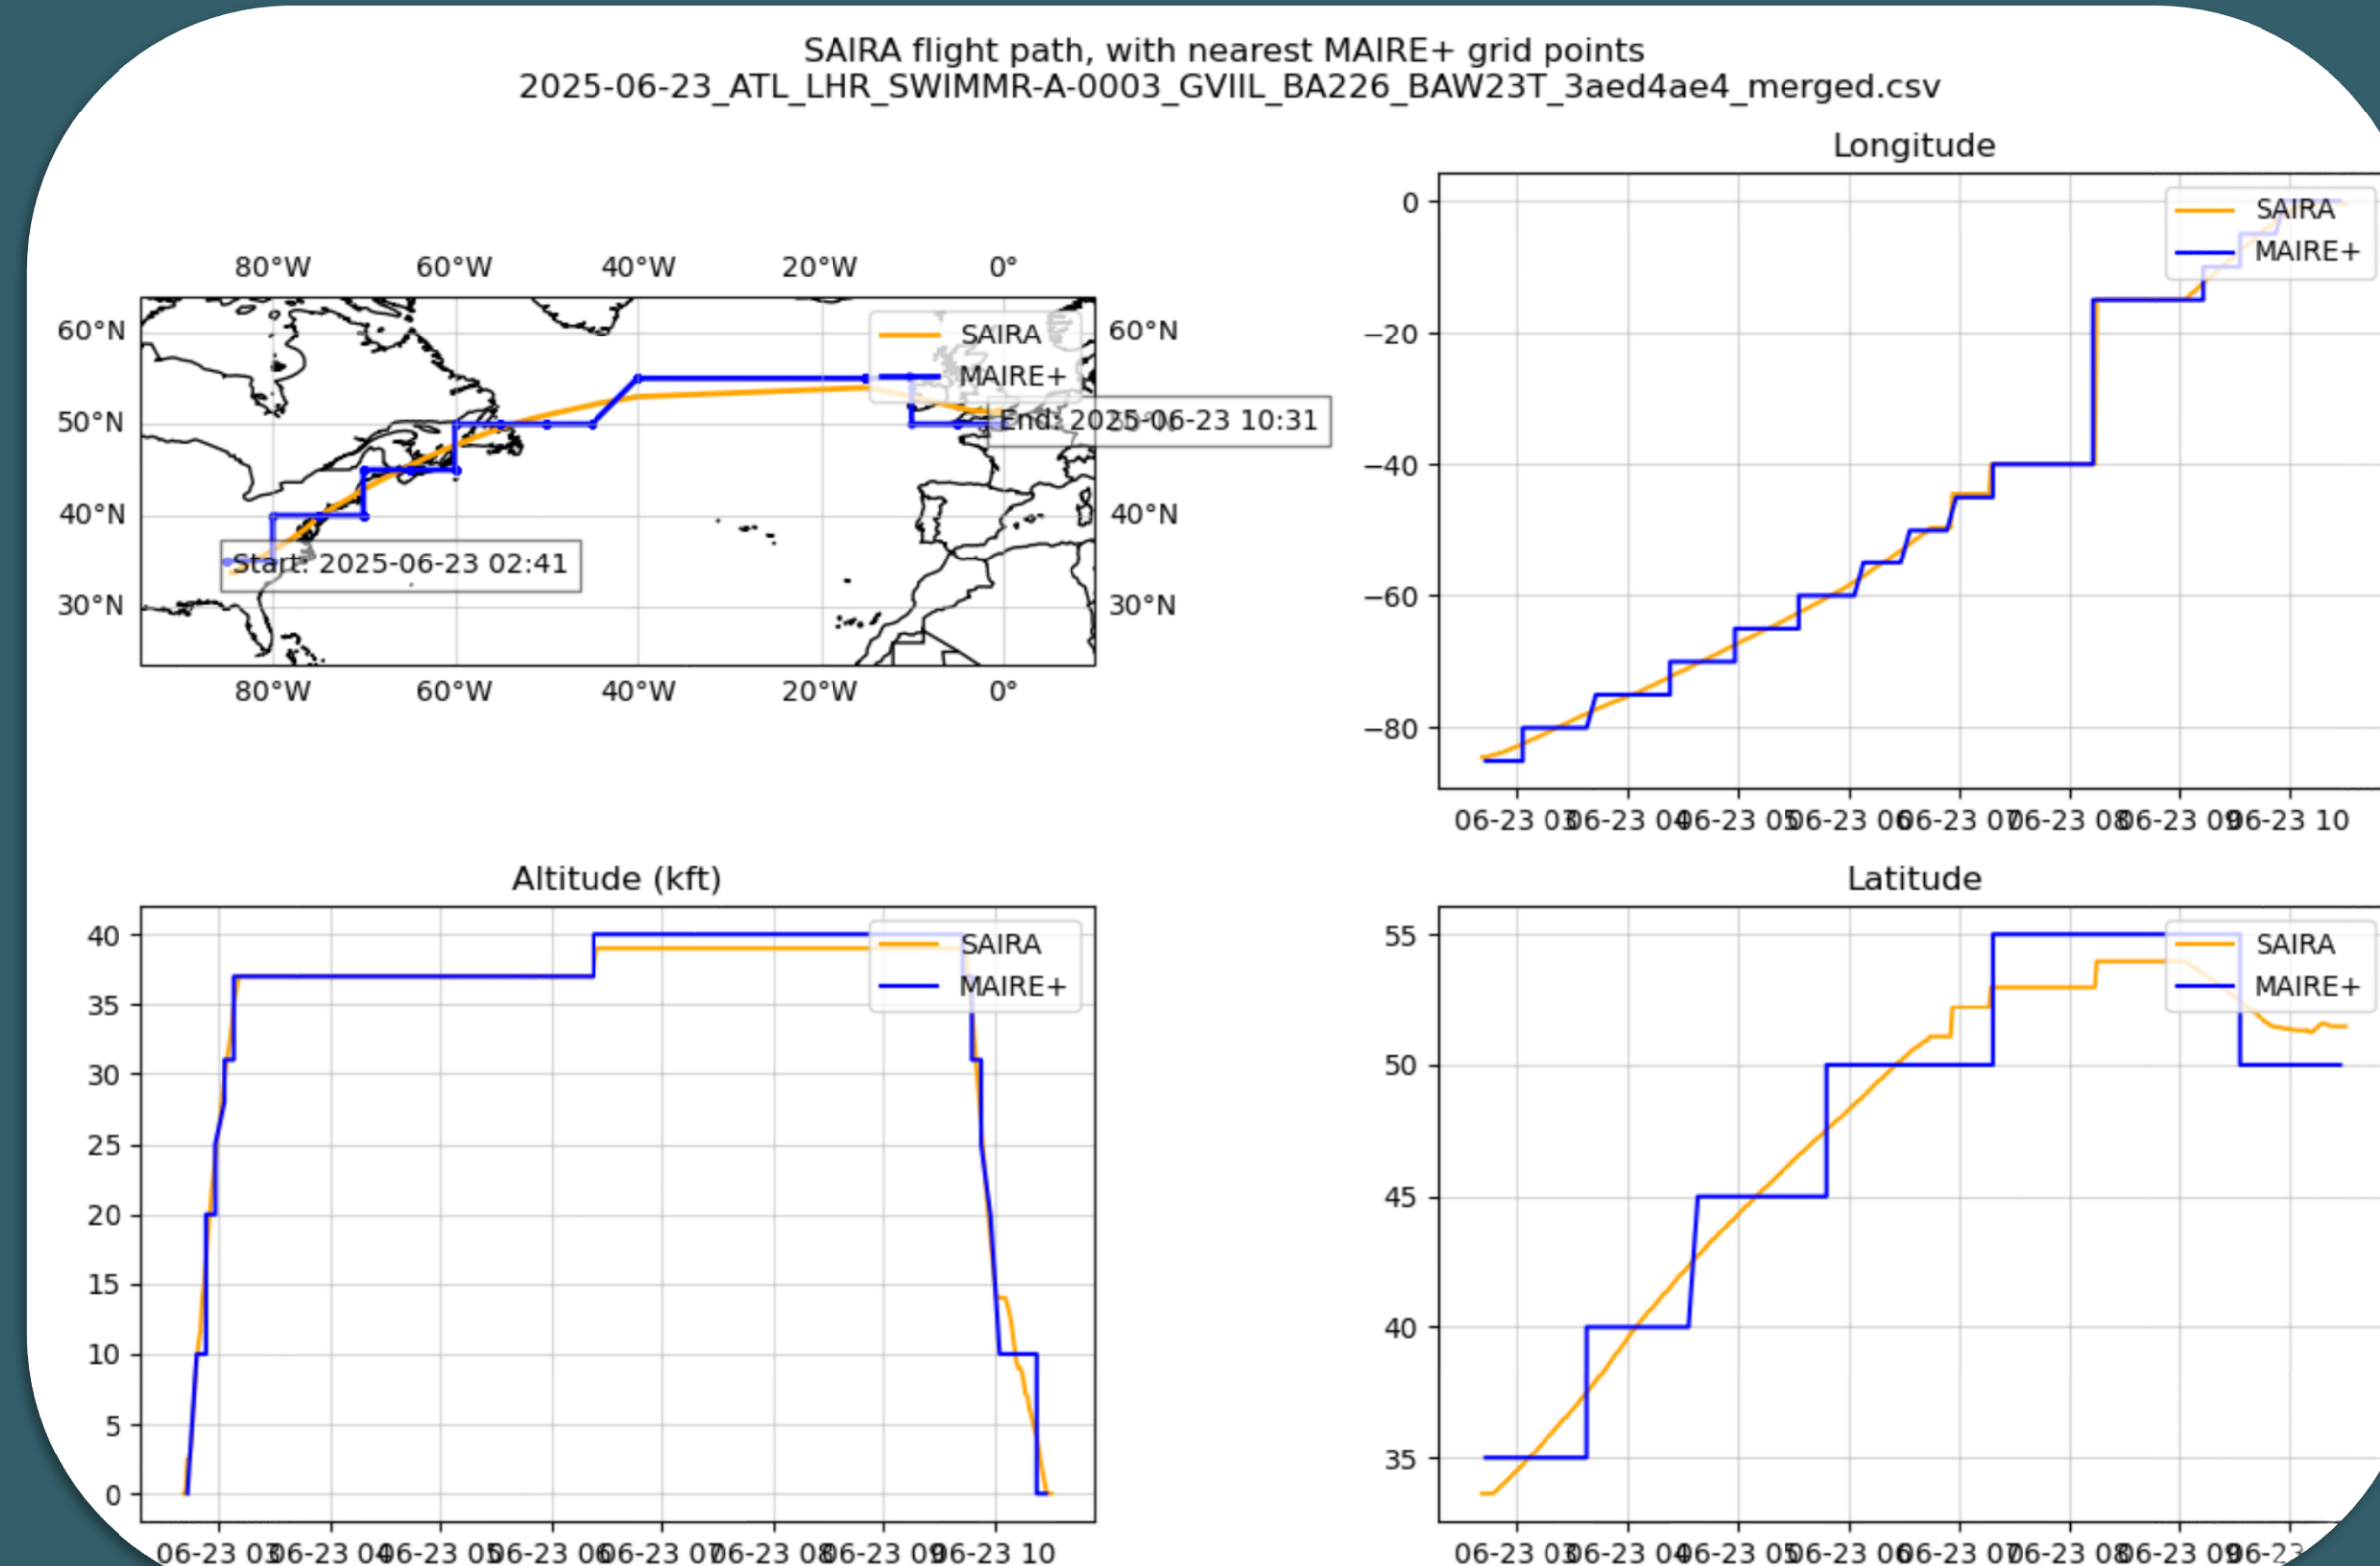 SAIRA flight path, with nearest MAIRE+ grid points
2025-06-23_ATL_LHR_SWIMMR-A-0003_GVIIL_BA226_BAW23T_3aed4ae4_merged.csv
80°W 60°W 40°W 20°W 0°
60°N
50°N
40°N
30°N
SAIRA
MAIRE+
60°N
50°N
40°N
30°N
End: 2025-06-23 10:31
Start: 2025-06-23 02:41
80°W 60°W 40°W 20°W 0°
Longitude
0
−20
−40
−60
−80
SAIRA
MAIRE+
06-23 03 06-23 04 06-23 05 06-23 06 06-23 07 06-23 08 06-23 09 06-23 10
Altitude (kft)
40
35
30
25
20
15
10
5
0
SAIRA
MAIRE+
06-23 03 06-23 04 06-23 05 06-23 06 06-23 07 06-23 08 06-23 09 06-23 10
Latitude
55
50
45
40
35
SAIRA
MAIRE+
06-23 03 06-23 04 06-23 05 06-23 06 06-23 07 06-23 08 06-23 09 06-23